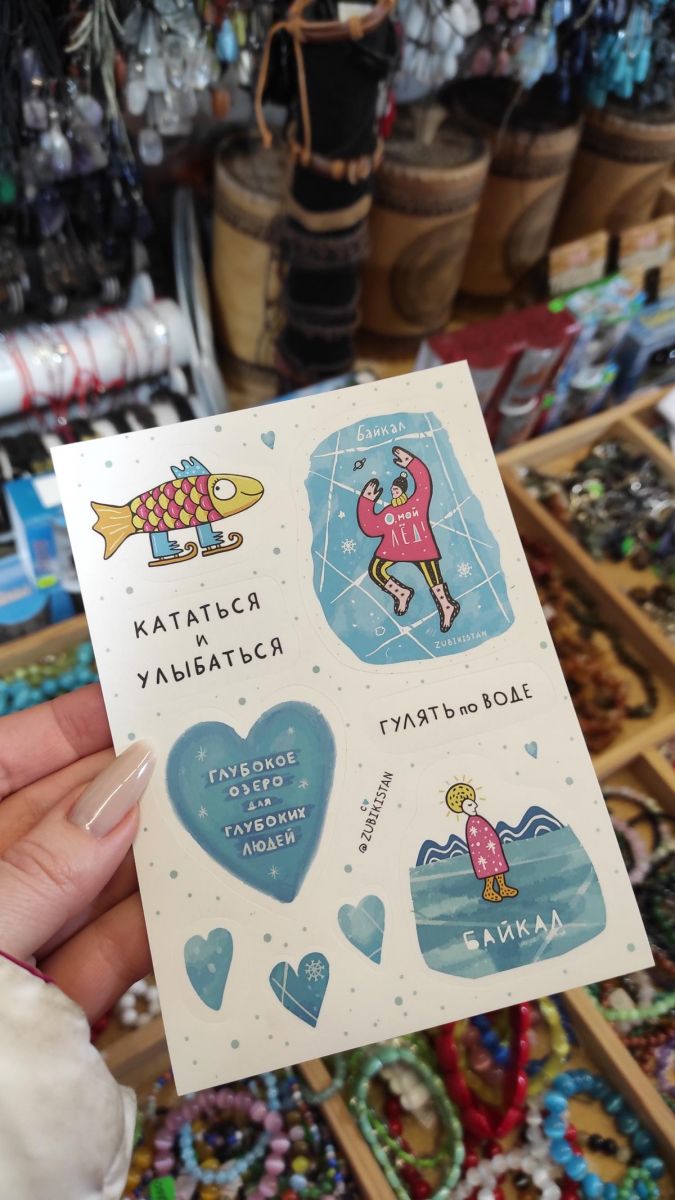 Байкал
О, мой
ЛЁД!
ZUBIKISTAN
КАТАТЬСЯ
и
УЛЫБАТЬСЯ
ГУЛЯТЬ по ВОДЕ
ГЛУБОКОЕ
ОЗЕРО
для
ГЛУБОКИХ
ЛЮДЕЙ
@ZUBIKISTAN
БАЙКАЛ